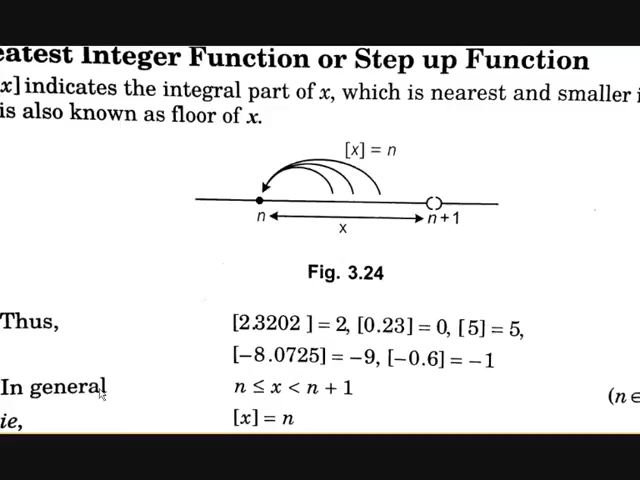 eatest Integer Function or Step up Function
x] indicates the integral part of x, which is nearest and smaller i
is also known as floor of x.
[x] = n
n
n + 1
x
Fig. 3.24
Thus, [2.3202 ] = 2, [0.23] = 0, [ 5] = 5,
[−8.0725] = −9, [−0.6] = −1
In general n ≤ x < n + 1 (n ∈
ie, [x] = n